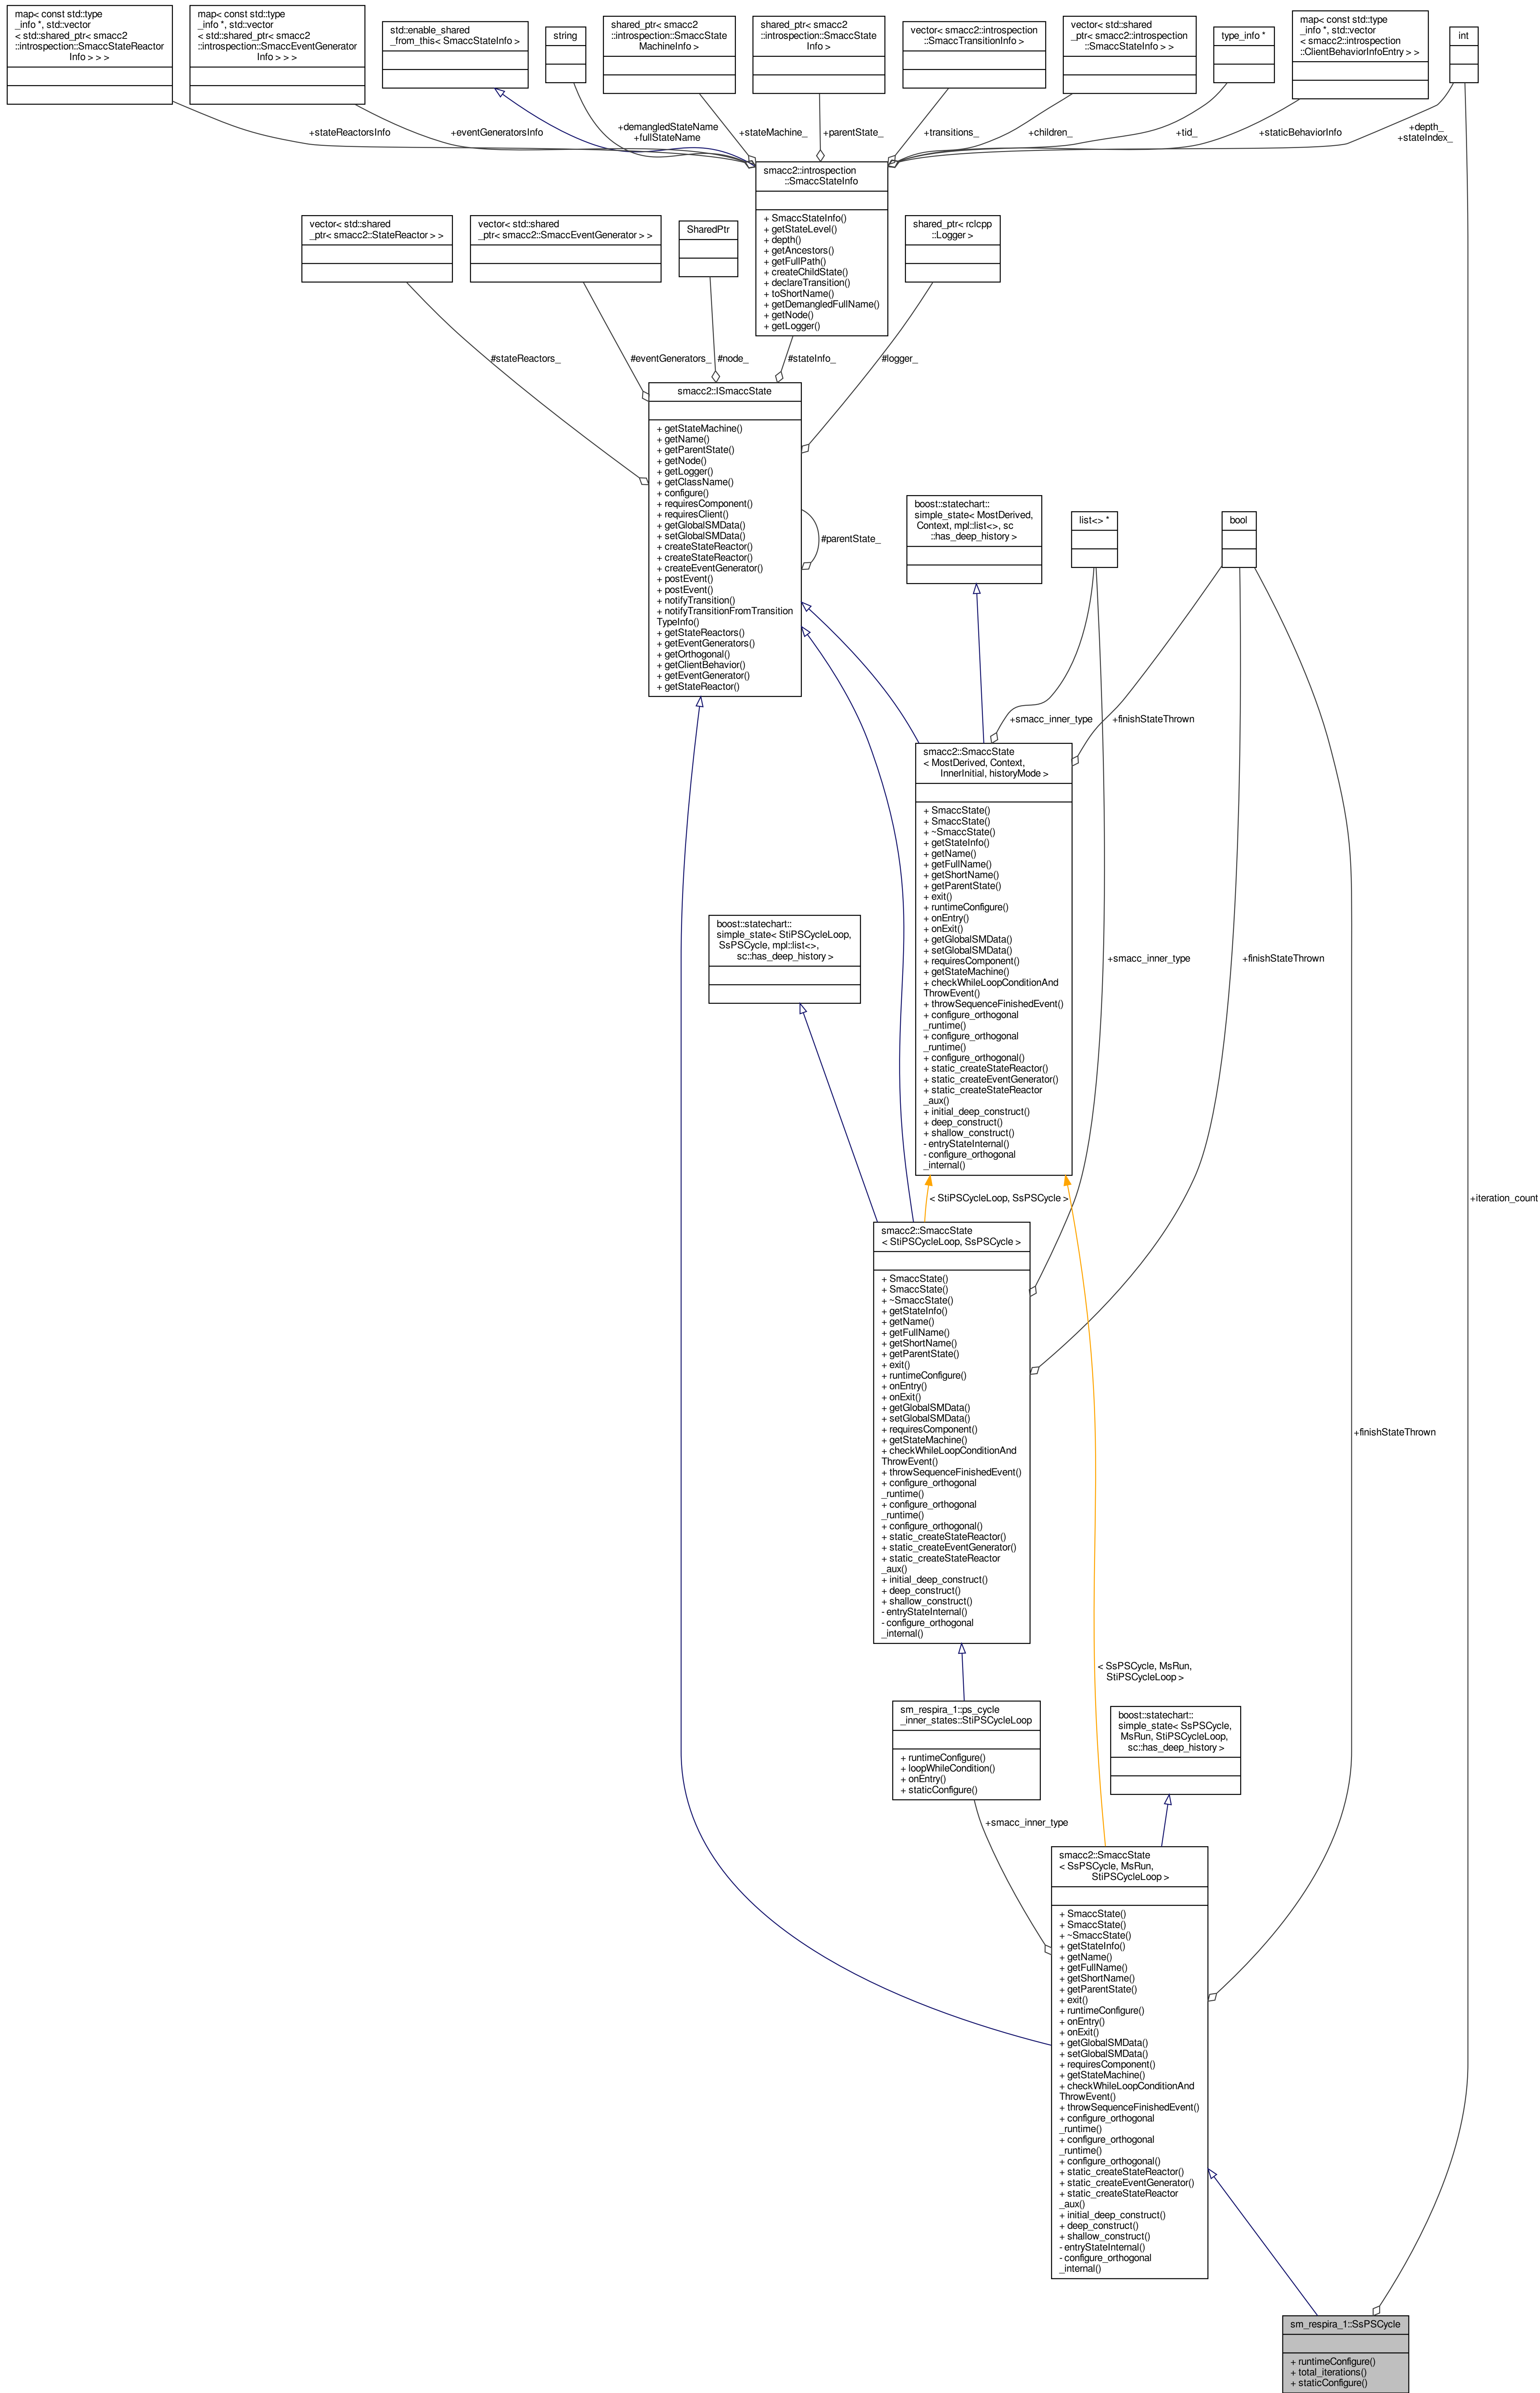 map< const std::type
_info *, std::vector
< std::shared_ptr< smacc2
::introspection::SmaccStateReactor
Info > > >
map< const std::type
_info *, std::vector
< std::shared_ptr< smacc2
::introspection::SmaccEventGenerator
Info > > >
std::enable_shared
_from_this< SmaccStateInfo >
string
shared_ptr< smacc2
::introspection::SmaccState
MachineInfo >
shared_ptr< smacc2
::introspection::SmaccState
Info >
vector< smacc2::introspection
::SmaccTransitionInfo >
vector< std::shared
_ptr< smacc2::introspection
::SmaccStateInfo > >
type_info *
map< const std::type
_info *, std::vector
< smacc2::introspection
::ClientBehaviorInfoEntry > >
int
+stateReactorsInfo
+eventGeneratorsInfo
+demangledStateName
+fullStateName
+stateMachine_
+parentState_
+transitions_
+children_
+tid_
+staticBehaviorInfo
+depth_
+stateIndex_
smacc2::introspection
::SmaccStateInfo
+ SmaccStateInfo()
+ getStateLevel()
+ depth()
+ getAncestors()
+ getFullPath()
+ createChildState()
+ declareTransition()
+ toShortName()
+ getDemangledFullName()
+ getNode()
+ getLogger()
vector< std::shared
_ptr< smacc2::StateReactor > >
vector< std::shared
_ptr< smacc2::SmaccEventGenerator > >
SharedPtr
shared_ptr< rclcpp
::Logger >
#stateReactors_
#eventGenerators_
#node_
#stateInfo_
#logger_
smacc2::ISmaccState
+ getStateMachine()
+ getName()
+ getParentState()
+ getNode()
+ getLogger()
+ getClassName()
+ configure()
+ requiresComponent()
+ requiresClient()
+ getGlobalSMData()
+ setGlobalSMData()
+ createStateReactor()
+ createStateReactor()
+ createEventGenerator()
+ postEvent()
+ postEvent()
+ notifyTransition()
+ notifyTransitionFromTransition
TypeInfo()
+ getStateReactors()
+ getEventGenerators()
+ getOrthogonal()
+ getClientBehavior()
+ getEventGenerator()
+ getStateReactor()
#parentState_
boost::statechart::
simple_state< MostDerived,
Context, mpl::list<>, sc
::has_deep_history >
list<> *
bool
+smacc_inner_type
+finishStateThrown
smacc2::SmaccState
< MostDerived, Context,
InnerInitial, historyMode >
+ SmaccState()
+ SmaccState()
+ ~SmaccState()
+ getStateInfo()
+ getName()
+ getFullName()
+ getShortName()
+ getParentState()
+ exit()
+ runtimeConfigure()
+ onEntry()
+ onExit()
+ getGlobalSMData()
+ setGlobalSMData()
+ requiresComponent()
+ getStateMachine()
+ checkWhileLoopConditionAnd
ThrowEvent()
+ throwSequenceFinishedEvent()
+ configure_orthogonal
_runtime()
+ configure_orthogonal
_runtime()
+ configure_orthogonal()
+ static_createStateReactor()
+ static_createEventGenerator()
+ static_createStateReactor
_aux()
+ initial_deep_construct()
+ deep_construct()
+ shallow_construct()
- entryStateInternal()
- configure_orthogonal
_internal()
boost::statechart::
simple_state< StiPSCycleLoop,
SsPSCycle, mpl::list<>,
sc::has_deep_history >
+smacc_inner_type
+finishStateThrown
< StiPSCycleLoop, SsPSCycle >
+iteration_count
smacc2::SmaccState
< StiPSCycleLoop, SsPSCycle >
+ SmaccState()
+ SmaccState()
+ ~SmaccState()
+ getStateInfo()
+ getName()
+ getFullName()
+ getShortName()
+ getParentState()
+ exit()
+ runtimeConfigure()
+ onEntry()
+ onExit()
+ getGlobalSMData()
+ setGlobalSMData()
+ requiresComponent()
+ getStateMachine()
+ checkWhileLoopConditionAnd
ThrowEvent()
+ throwSequenceFinishedEvent()
+ configure_orthogonal
_runtime()
+ configure_orthogonal
_runtime()
+ configure_orthogonal()
+ static_createStateReactor()
+ static_createEventGenerator()
+ static_createStateReactor
_aux()
+ initial_deep_construct()
+ deep_construct()
+ shallow_construct()
- entryStateInternal()
- configure_orthogonal
_internal()
+finishStateThrown
< SsPSCycle, MsRun,
StiPSCycleLoop >
sm_respira_1::ps_cycle
_inner_states::StiPSCycleLoop
+ runtimeConfigure()
+ loopWhileCondition()
+ onEntry()
+ staticConfigure()
boost::statechart::
simple_state< SsPSCycle,
MsRun, StiPSCycleLoop,
sc::has_deep_history >
+smacc_inner_type
smacc2::SmaccState
< SsPSCycle, MsRun,
StiPSCycleLoop >
+ SmaccState()
+ SmaccState()
+ ~SmaccState()
+ getStateInfo()
+ getName()
+ getFullName()
+ getShortName()
+ getParentState()
+ exit()
+ runtimeConfigure()
+ onEntry()
+ onExit()
+ getGlobalSMData()
+ setGlobalSMData()
+ requiresComponent()
+ getStateMachine()
+ checkWhileLoopConditionAnd
ThrowEvent()
+ throwSequenceFinishedEvent()
+ configure_orthogonal
_runtime()
+ configure_orthogonal
_runtime()
+ configure_orthogonal()
+ static_createStateReactor()
+ static_createEventGenerator()
+ static_createStateReactor
_aux()
+ initial_deep_construct()
+ deep_construct()
+ shallow_construct()
- entryStateInternal()
- configure_orthogonal
_internal()
sm_respira_1::SsPSCycle
+ runtimeConfigure()
+ total_iterations()
+ staticConfigure()